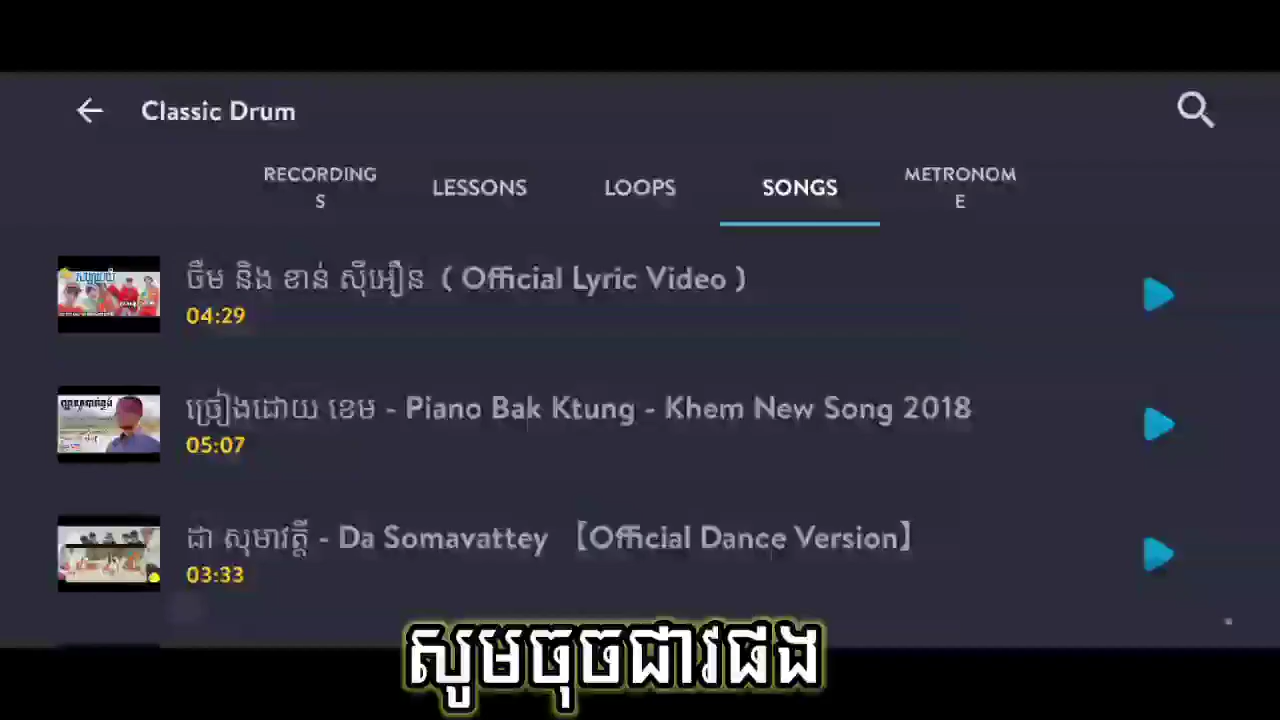 Classic Drum
RECORDING
S
LESSONS
LOOPS
SONGS
METRONOM
E
ចឹម និង ខាន់ ស៊ីអឿន ( Official Lyric Video )
04:29
ច្រៀងដោយ ខេម - Piano Bak Ktung - Khem New Song 2018
05:07
ដា សុមាវត្តី - Da Somavattey 【Official Dance Version】
03:33
សូមចុចជាវផង